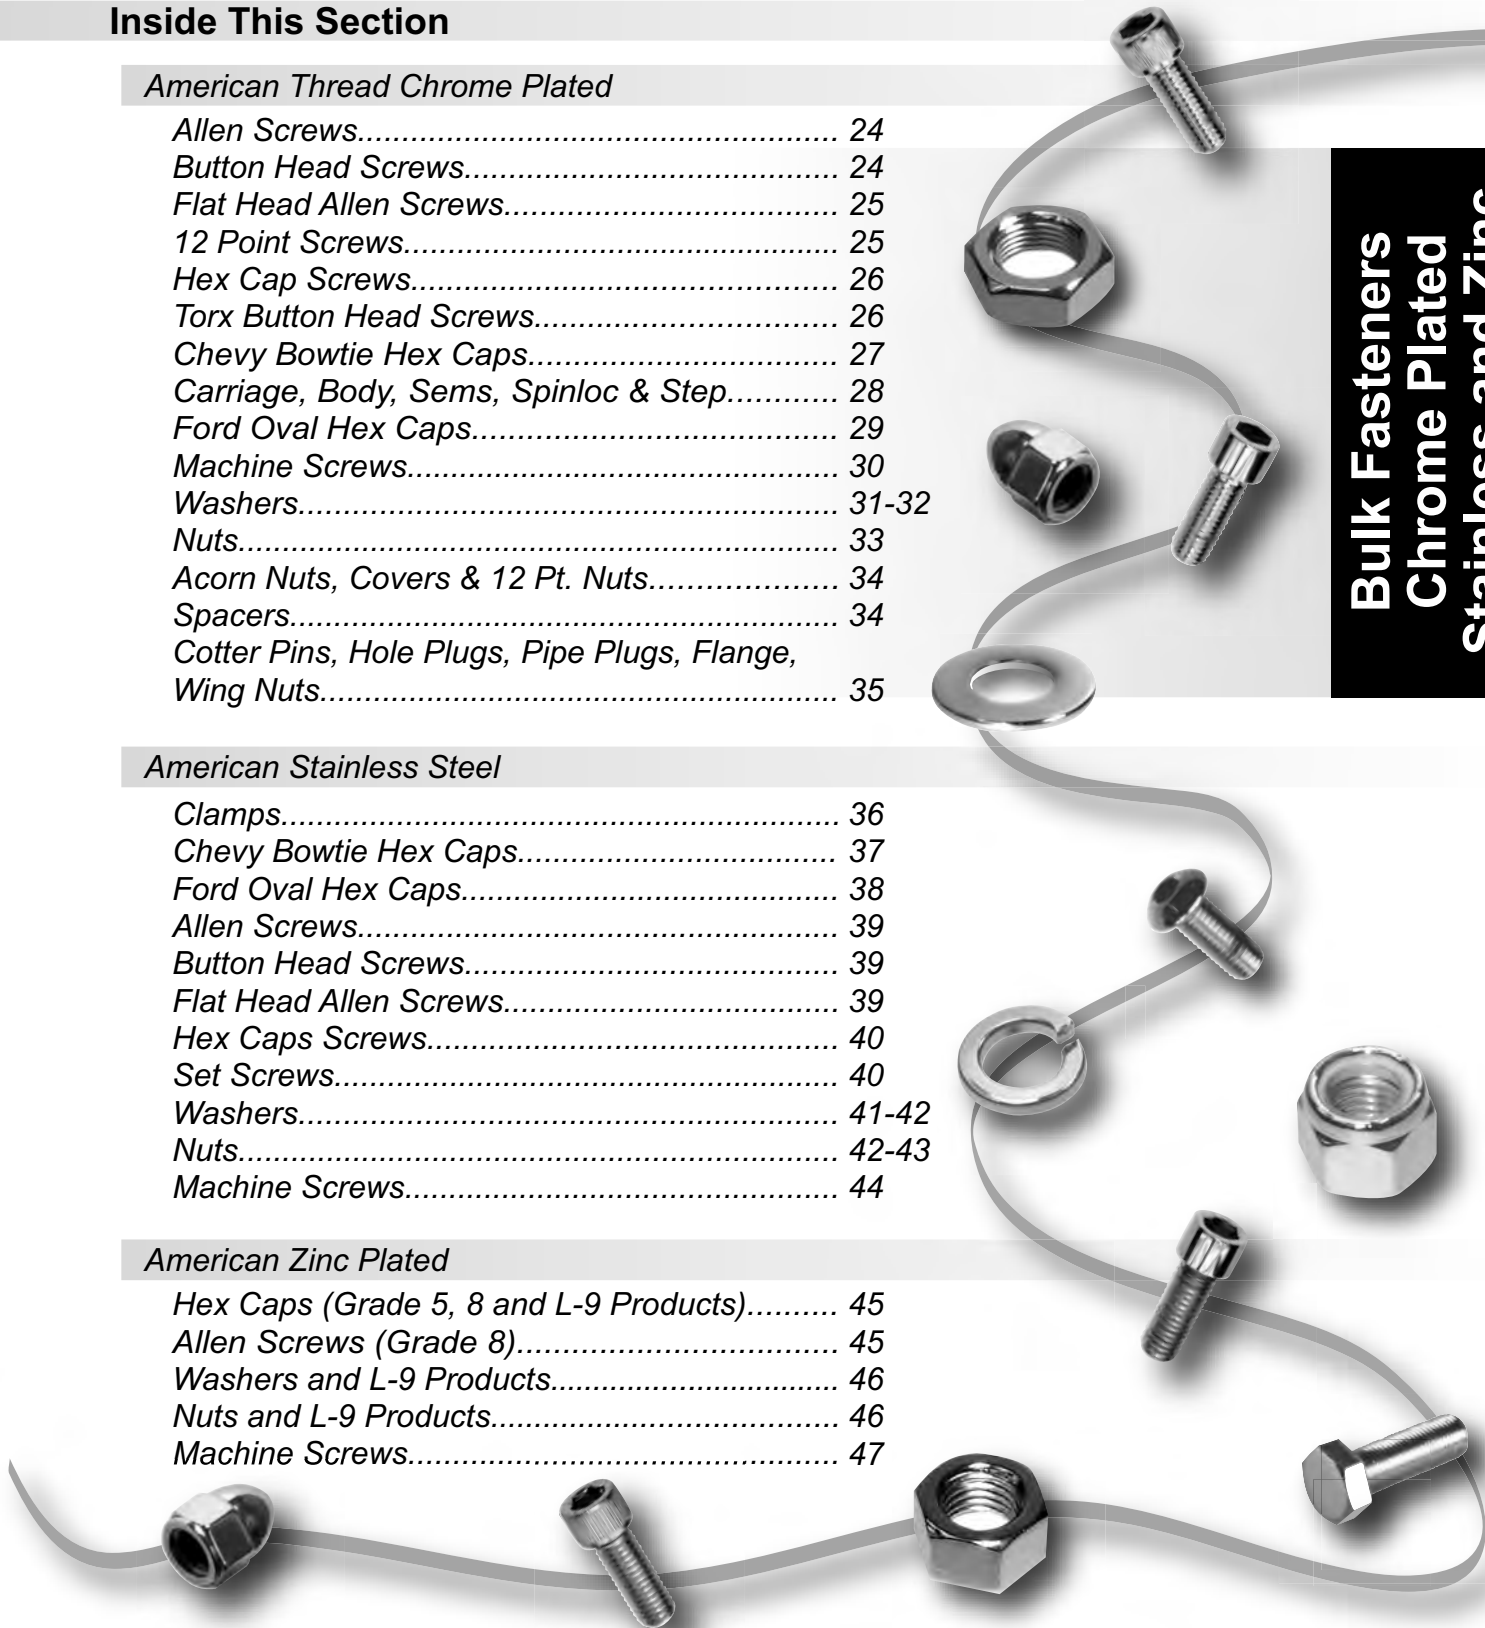 Inside This Section
American Thread Chrome Plated
Allen Screws....................................................... 24
Button Head Screws.......................................... 24
Flat Head Allen Screws...................................... 25
12 Point Screws................................................. 25
Hex Cap Screws................................................ 26
Torx Button Head Screws.................................. 26
Chevy Bowtie Hex Caps................................... 27
Carriage, Body, Sems, Spinloc & Step............ 28
Ford Oval Hex Caps.......................................... 29
Machine Screws................................................. 30
Washers............................................................. 31-32
Nuts.................................................................... 33
Acorn Nuts, Covers & 12 Pt. Nuts..................... 34
Spacers.............................................................. 34
Cotter Pins, Hole Plugs, Pipe Plugs, Flange,
Wing Nuts........................................................... 35
American Stainless Steel
Clamps............................................................... 36
Chevy Bowtie Hex Caps.................................... 37
Ford Oval Hex Caps........................................... 38
Allen Screws....................................................... 39
Button Head Screws.......................................... 39
Flat Head Allen Screws...................................... 39
Hex Caps Screws............................................... 40
Set Screws......................................................... 40
Washers............................................................. 41-42
Nuts.................................................................... 42-43
Machine Screws................................................. 44
American Zinc Plated
Hex Caps (Grade 5, 8 and L-9 Products).......... 45
Allen Screws (Grade 8).................................... 45
Washers and L-9 Products................................ 46
Nuts and L-9 Products....................................... 46
Machine Screws................................................. 47
Bulk Fasteners
Chrome Plated
Stainless and Zinc